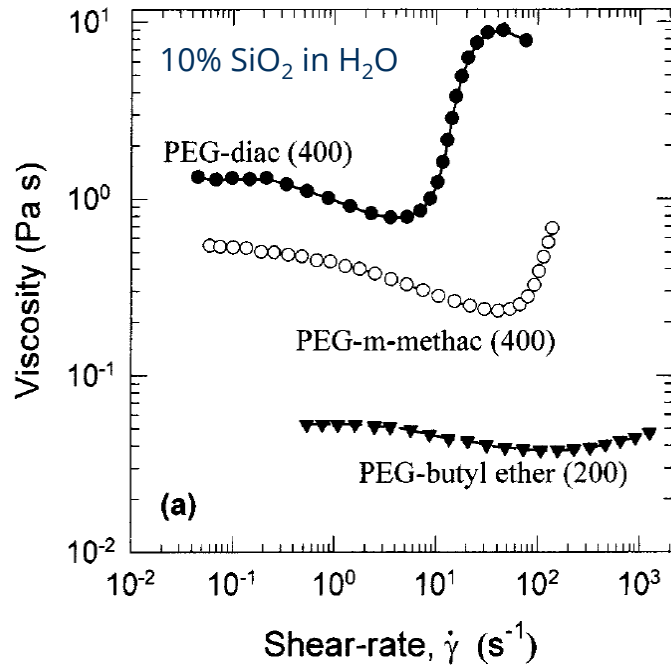 10¹
10% SiO₂ in H₂O
PEG-diac (400)
10⁰
Viscosity (Pa s)
PEG-m-methac (400)
10⁻¹
PEG-butyl ether (200)
(a)
10⁻²
10⁻² 10⁻¹ 10⁰ 10¹ 10² 10³
Shear-rate, γ̇ (s⁻¹)